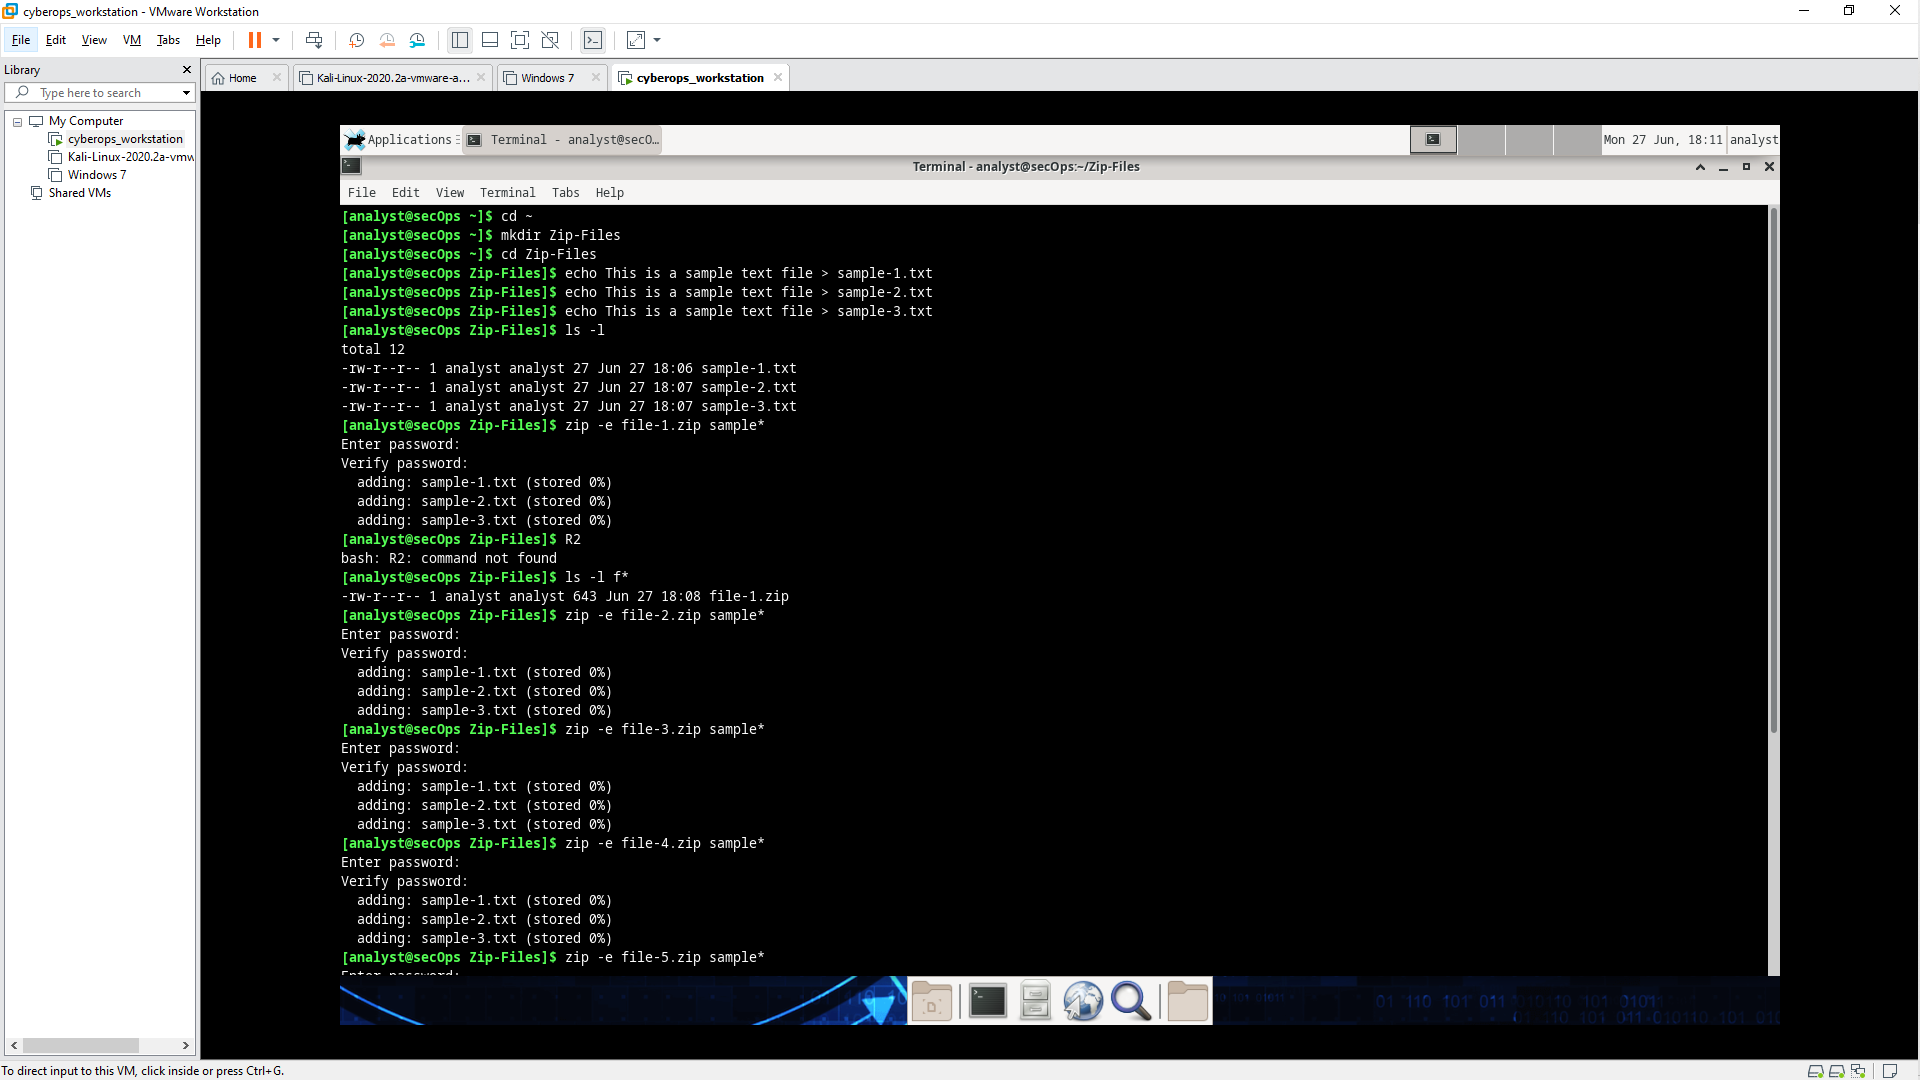 cyberops_workstation - VMware Workstation
File Edit View VM Tabs Help
Library
Type here to search
My Computer
cyberops_workstation
Kali-Linux-2020.2a-vmw
Windows 7
Shared VMs
Home Kali-Linux-2020.2a-vmware-a... Windows 7 cyberops_workstation
Applications Terminal - analyst@secO... Mon 27 Jun, 18:11 analyst
Terminal - analyst@secOps:~/Zip-Files
File Edit View Terminal Tabs Help
[analyst@secOps ~]$ cd ~
[analyst@secOps ~]$ mkdir Zip-Files
[analyst@secOps ~]$ cd Zip-Files
[analyst@secOps Zip-Files]$ echo This is a sample text file > sample-1.txt
[analyst@secOps Zip-Files]$ echo This is a sample text file > sample-2.txt
[analyst@secOps Zip-Files]$ echo This is a sample text file > sample-3.txt
[analyst@secOps Zip-Files]$ ls -l
total 12
-rw-r--r-- 1 analyst analyst 27 Jun 27 18:06 sample-1.txt
-rw-r--r-- 1 analyst analyst 27 Jun 27 18:07 sample-2.txt
-rw-r--r-- 1 analyst analyst 27 Jun 27 18:07 sample-3.txt
[analyst@secOps Zip-Files]$ zip -e file-1.zip sample*
Enter password:
Verify password:
  adding: sample-1.txt (stored 0%)
  adding: sample-2.txt (stored 0%)
  adding: sample-3.txt (stored 0%)
[analyst@secOps Zip-Files]$ R2
bash: R2: command not found
[analyst@secOps Zip-Files]$ ls -l f*
-rw-r--r-- 1 analyst analyst 643 Jun 27 18:08 file-1.zip
[analyst@secOps Zip-Files]$ zip -e file-2.zip sample*
Enter password:
Verify password:
  adding: sample-1.txt (stored 0%)
  adding: sample-2.txt (stored 0%)
  adding: sample-3.txt (stored 0%)
[analyst@secOps Zip-Files]$ zip -e file-3.zip sample*
Enter password:
Verify password:
  adding: sample-1.txt (stored 0%)
  adding: sample-2.txt (stored 0%)
  adding: sample-3.txt (stored 0%)
[analyst@secOps Zip-Files]$ zip -e file-4.zip sample*
Enter password:
Verify password:
  adding: sample-1.txt (stored 0%)
  adding: sample-2.txt (stored 0%)
  adding: sample-3.txt (stored 0%)
[analyst@secOps Zip-Files]$ zip -e file-5.zip sample*
Enter password:
To direct input to this VM, click inside or press Ctrl+G.